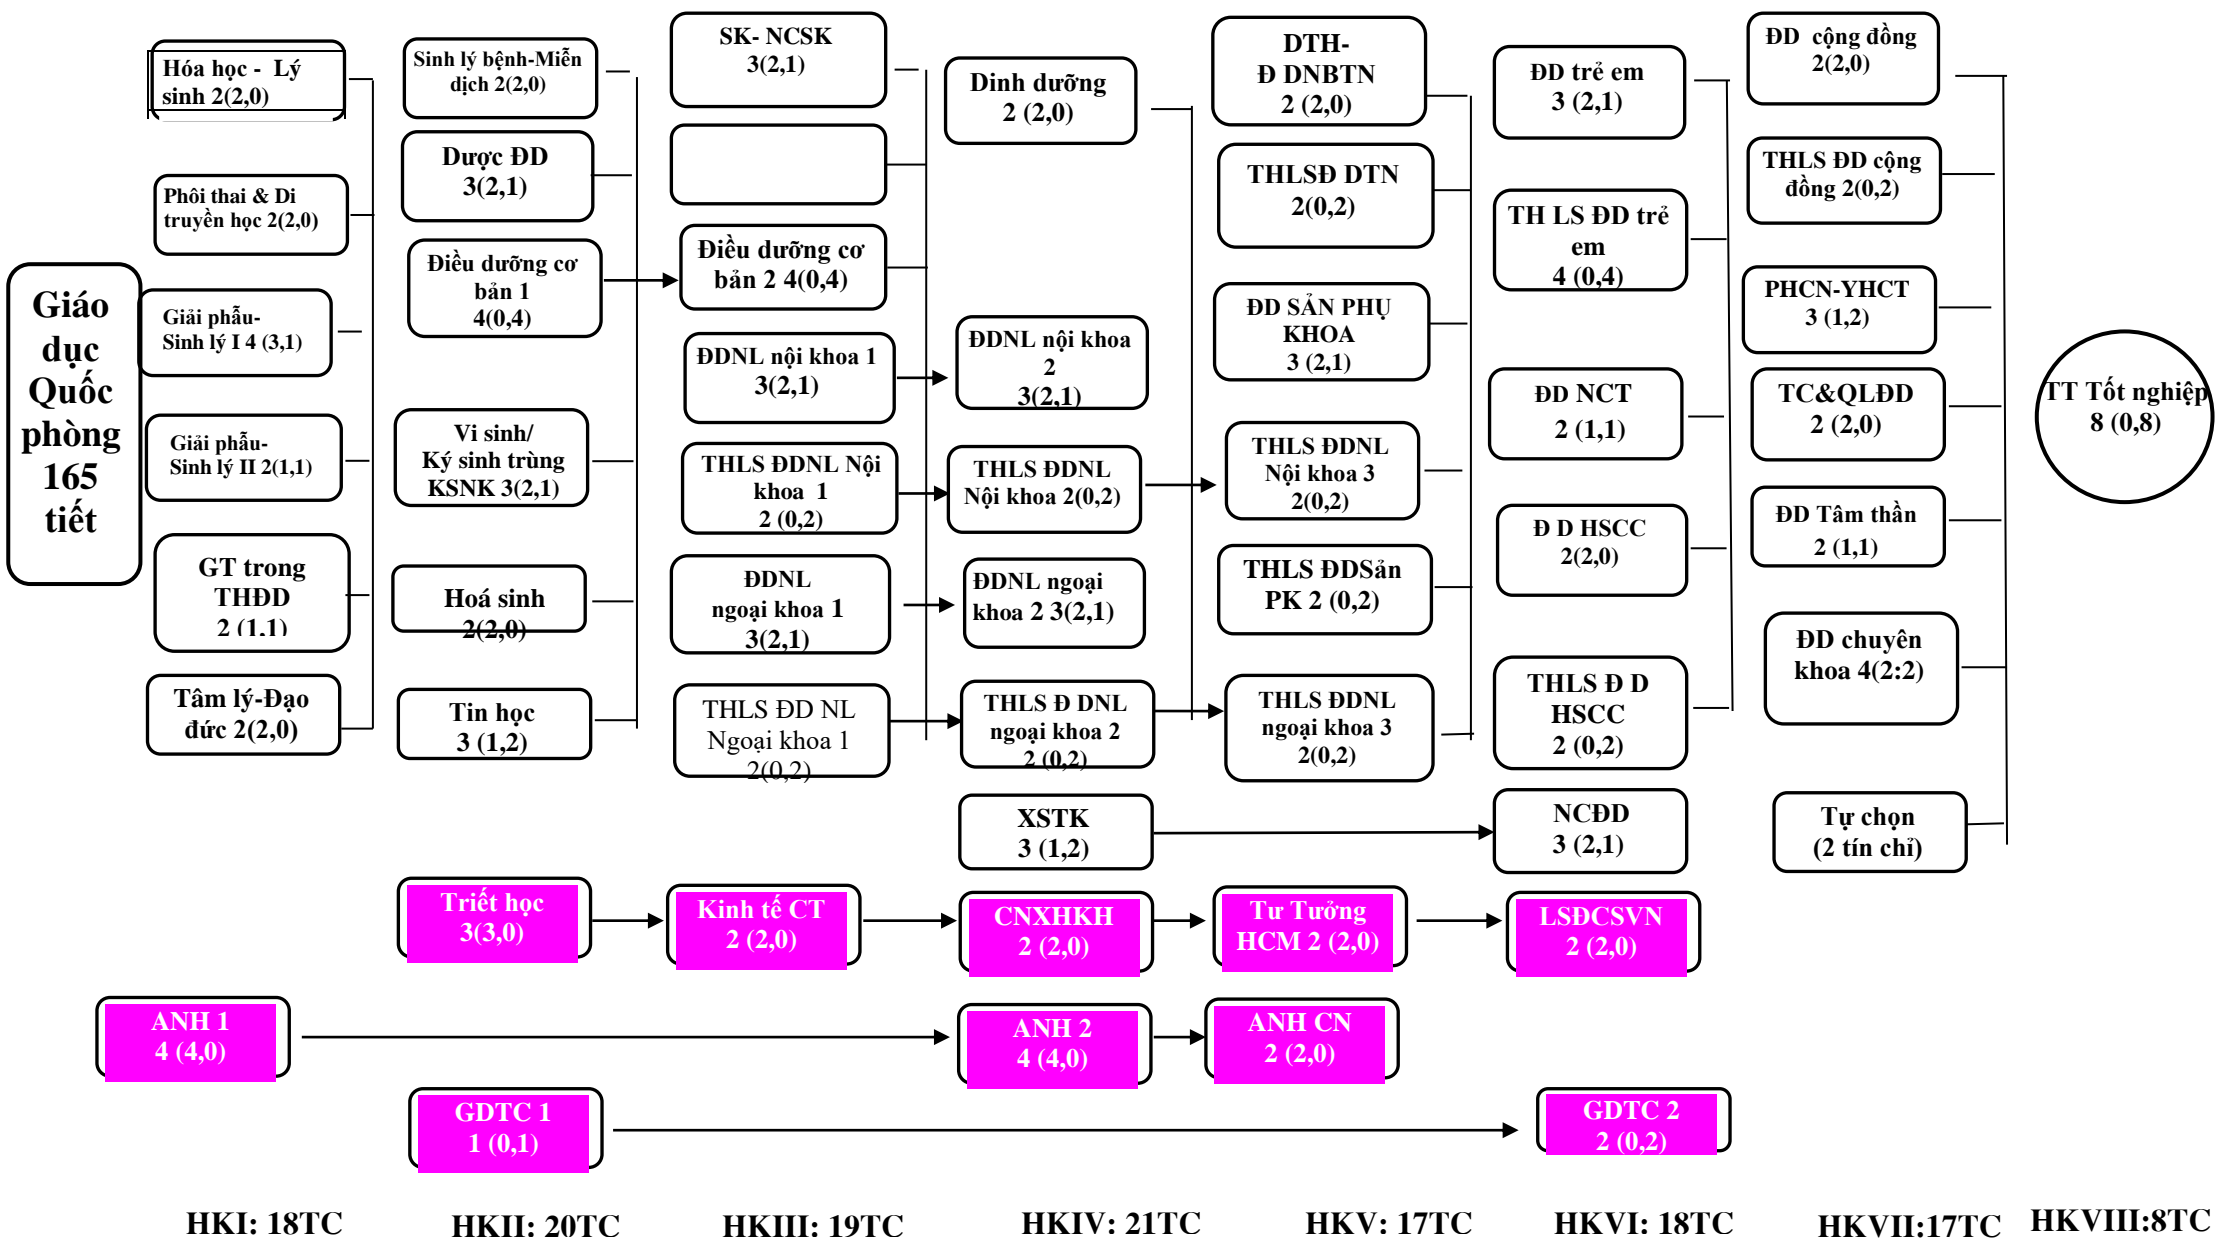 Giáo
dục
Quốc
phòng
165
tiết
Hóa học - Lý
sinh 2(2,0)
Phôi thai & Di
truyền học 2(2,0)
Giải phẫu-
Sinh lý I 4 (3,1)
Giải phẫu-
Sinh lý II 2(1,1)
GT trong
THĐD
2 (1,1)
Tâm lý-Đạo
đức 2(2,0)
Sinh lý bệnh-Miễn
dịch 2(2,0)
Dược ĐD
3(2,1)
Điều dưỡng cơ
bản 1
4(0,4)
Vi sinh/
Ký sinh trùng
KSNK 3(2,1)
Hoá sinh
2(2,0)
Tin học
3 (1,2)
SK- NCSK
3(2,1)
Điều dưỡng cơ
bản 2 4(0,4)
ĐDNL nội khoa 1
3(2,1)
THLS ĐDNL Nội
khoa 1
2 (0,2)
ĐDNL
ngoại khoa 1
3(2,1)
THLS ĐD NL
Ngoại khoa 1
2(0,2)
Dinh dưỡng
2 (2,0)
ĐDNL nội khoa
2
3(2,1)
THLS ĐDNL
Nội khoa 2(0,2)
ĐDNL ngoại
khoa 2 3(2,1)
THLS Đ DNL
ngoại khoa 2
2 (0,2)
XSTK
3 (1,2)
DTH-
Đ DNBTN
2 (2,0)
THLSĐ DTN
2(0,2)
ĐD SẢN PHỤ
KHOA
3 (2,1)
THLS ĐDNL
Nội khoa 3
2(0,2)
THLS ĐDSản
PK 2 (0,2)
THLS ĐDNL
ngoại khoa 3
2(0,2)
ĐD trẻ em
3 (2,1)
TH LS ĐD trẻ
em
4 (0,4)
ĐD NCT
2 (1,1)
Đ D HSCC
2(2,0)
THLS Đ D
HSCC
2 (0,2)
NCĐD
3 (2,1)
ĐD cộng đồng
2(2,0)
THLS ĐD cộng
đồng 2(0,2)
PHCN-YHCT
3 (1,2)
TC&QLĐD
2 (2,0)
ĐD Tâm thần
2 (1,1)
ĐD chuyên
khoa 4(2:2)
Tự chọn
(2 tín chỉ)
TT Tốt nghiệp
8 (0,8)
Triết học
3(3,0)
Kinh tế CT
2 (2,0)
CNXHKH
2 (2,0)
Tư Tưởng
HCM 2 (2,0)
LSĐCSVN
2 (2,0)
ANH 1
4 (4,0)
ANH 2
4 (4,0)
ANH CN
2 (2,0)
GDTC 1
1 (0,1)
GDTC 2
2 (0,2)
HKI: 18TC
HKII: 20TC
HKIII: 19TC
HKIV: 21TC
HKV: 17TC
HKVI: 18TC
HKVII:17TC
HKVIII:8TC